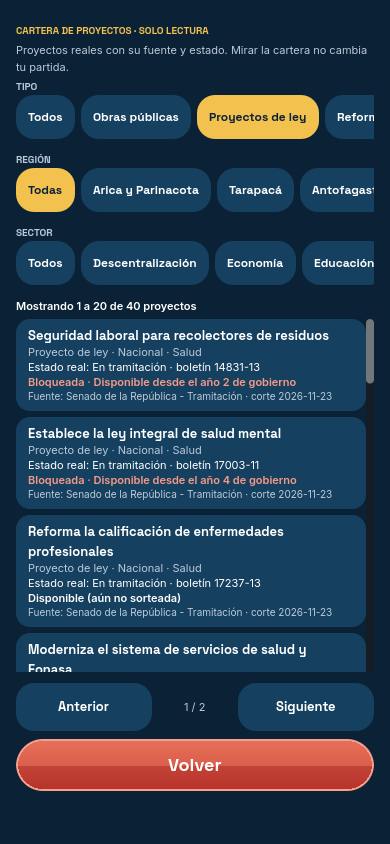 CARTERA DE PROYECTOS · SOLO LECTURA
Proyectos reales con su fuente y estado. Mirar la cartera no cambia
tu partida.
TIPO
Todos
Obras públicas
Proyectos de ley
Reform
REGIÓN
Todas
Arica y Parinacota
Tarapacá
Antofagast
SECTOR
Todos
Descentralización
Economía
Educación
Mostrando 1 a 20 de 40 proyectos
Seguridad laboral para recolectores de residuos
Proyecto de ley · Nacional · Salud
Estado real: En tramitación · boletín 14831-13
Bloqueada · Disponible desde el año 2 de gobierno
Fuente: Senado de la República – Tramitación · corte 2026-11-23
Establece la ley integral de salud mental
Proyecto de ley · Nacional · Salud
Estado real: En tramitación · boletín 17003-11
Bloqueada · Disponible desde el año 4 de gobierno
Fuente: Senado de la República – Tramitación · corte 2026-11-23
Reforma la calificación de enfermedades
profesionales
Proyecto de ley · Nacional · Salud
Estado real: En tramitación · boletín 17237-13
Disponible (aún no sorteada)
Fuente: Senado de la República – Tramitación · corte 2026-11-23
Moderniza el sistema de servicios de salud y
Fonasa
Anterior
1 / 2
Siguiente
Volver